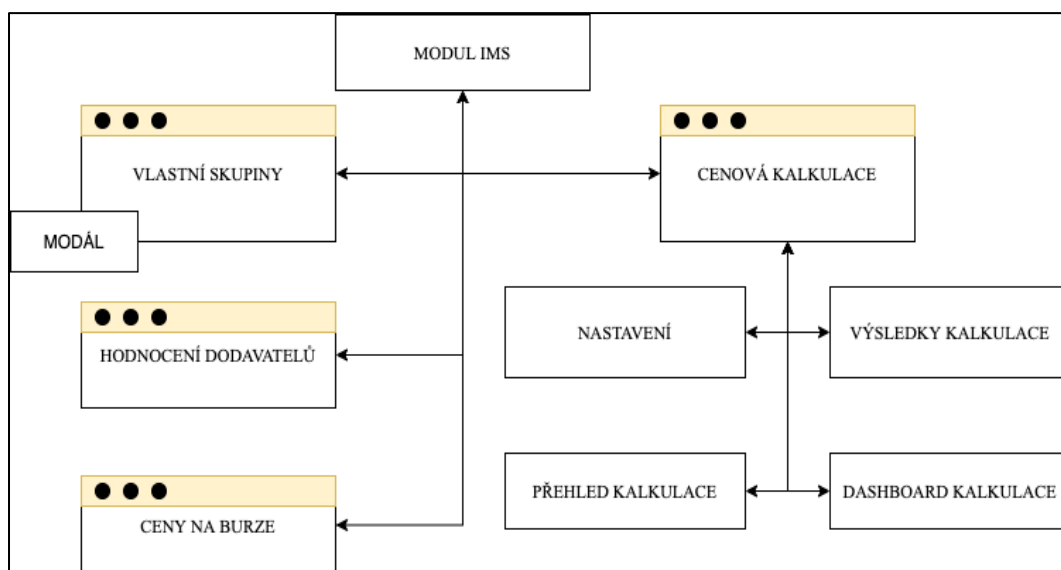 MODUL IMS
VLASTNÍ SKUPINY
CENOVÁ KALKULACE
MODÁL
NASTAVENÍ
VÝSLEDKY KALKULACE
HODNOCENÍ DODAVATELŮ
PŘEHLED KALKULACE
DASHBOARD KALKULACE
CENY NA BURZE